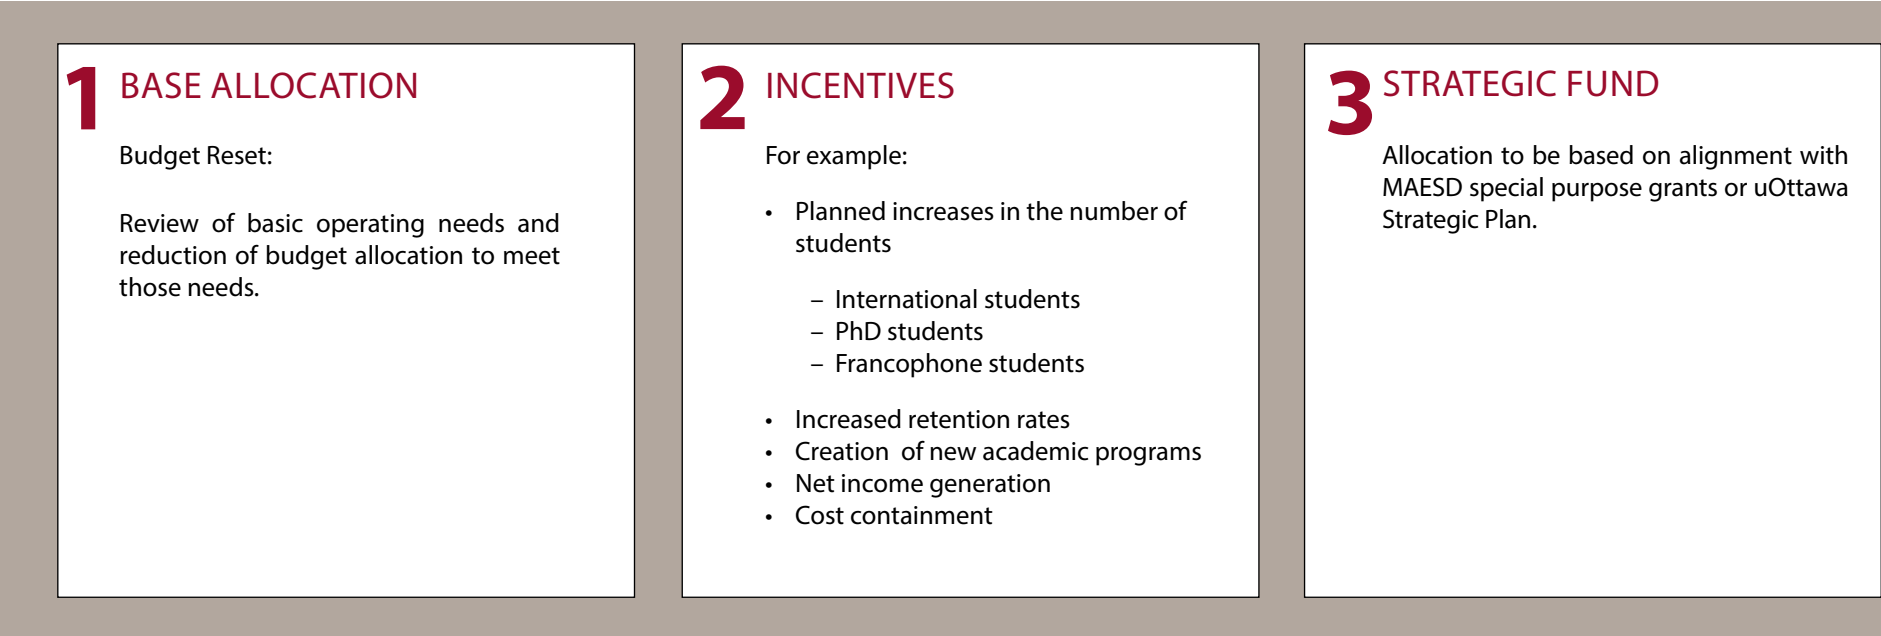 1 BASE ALLOCATION
Budget Reset:
Review of basic operating needs and
reduction of budget allocation to meet
those needs.
2 INCENTIVES
For example:
• Planned increases in the number of
students
– International students
– PhD students
– Francophone students
• Increased retention rates
• Creation of new academic programs
• Net income generation
• Cost containment
3 STRATEGIC FUND
Allocation to be based on alignment with
MAESD special purpose grants or uOttawa
Strategic Plan.